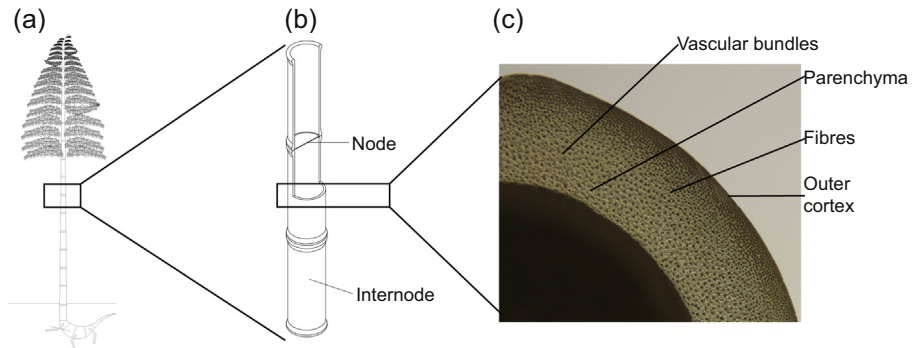 (a)
(b)
(c)
Vascular bundles
Parenchyma
Node
Fibres
Outer
cortex
Internode